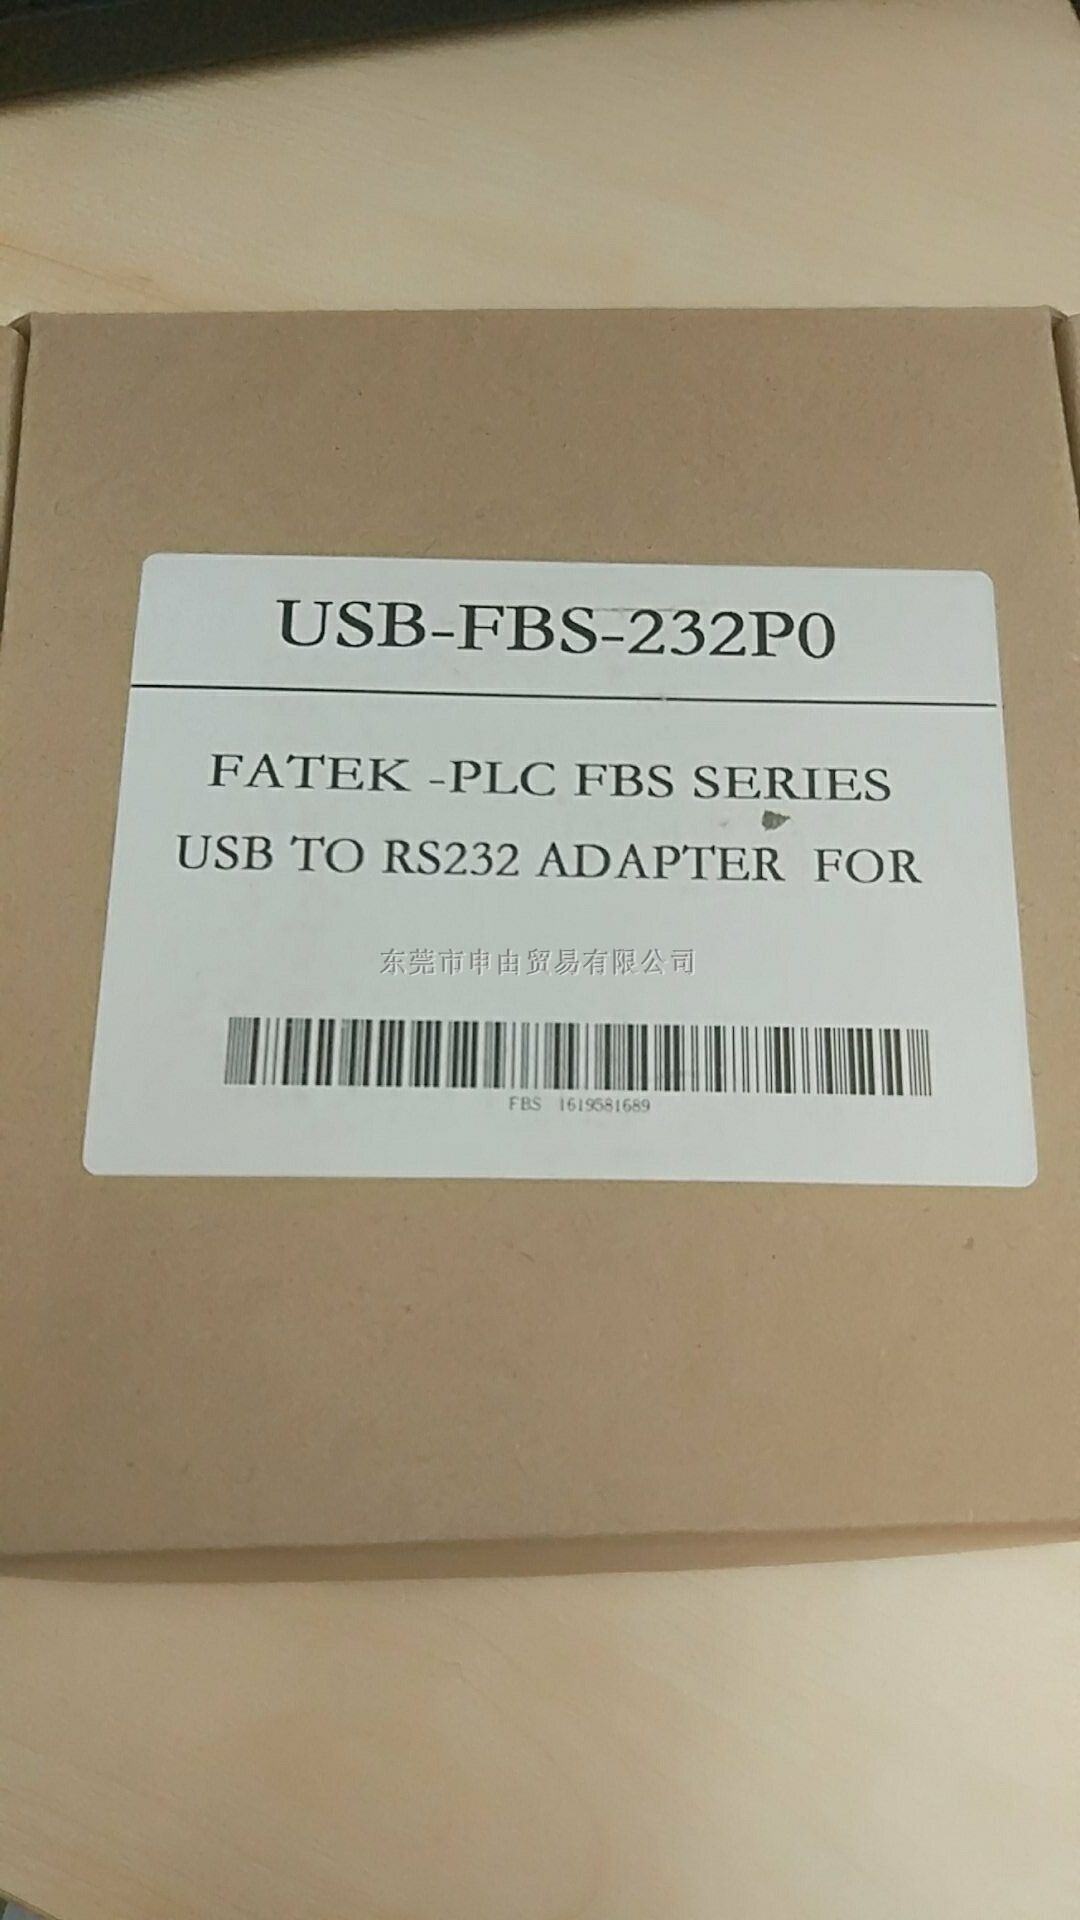 USB-FBS-232P0
FATEK -PLC FBS SERIES
USB TO RS232 ADAPTER FOR
东莞市申由贸易有限公司
FBS 1619581689